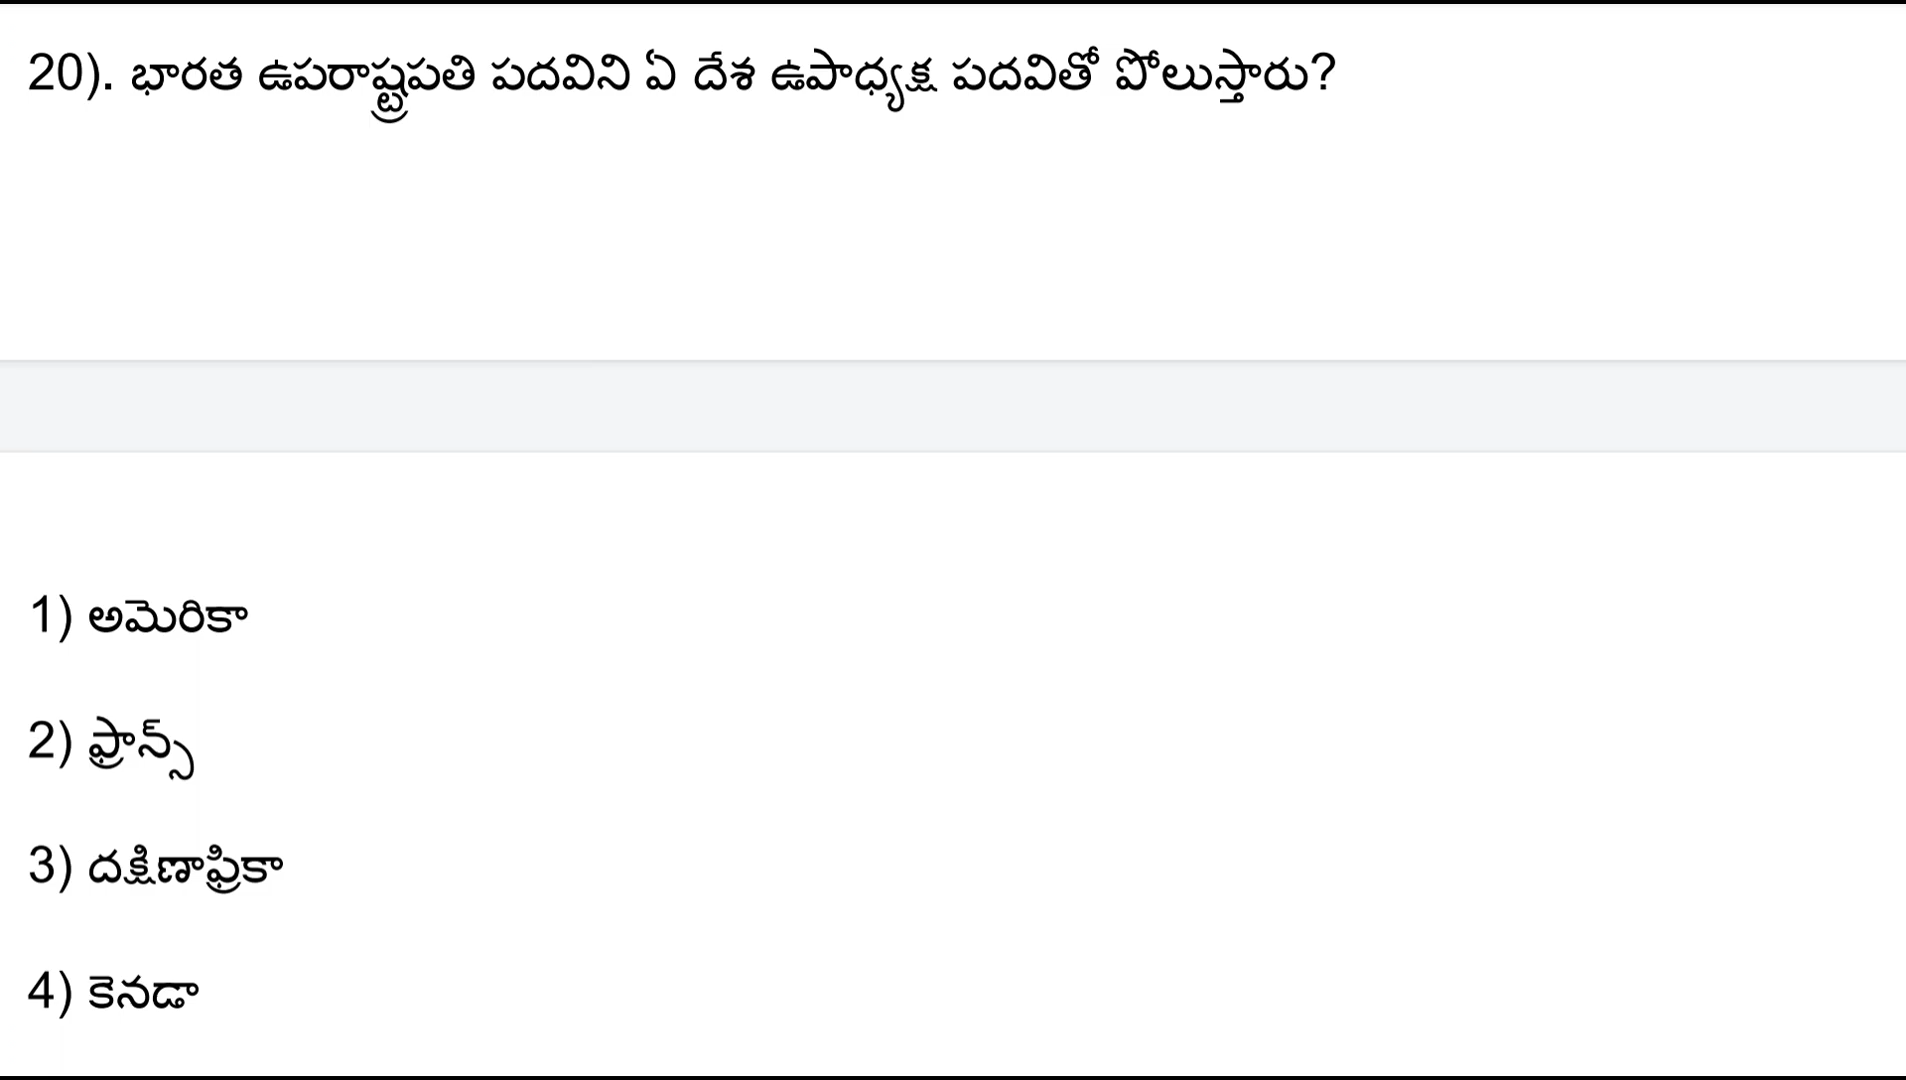 20). భారత ఉపరాష్ట్రపతి పదవిని ఏ దేశ ఉపాధ్యక్ష పదవితో పోలుస్తారు?
1) అమెరికా
2) ఫ్రాన్స్
3) దక్షిణాఫ్రికా
4) కెనడా